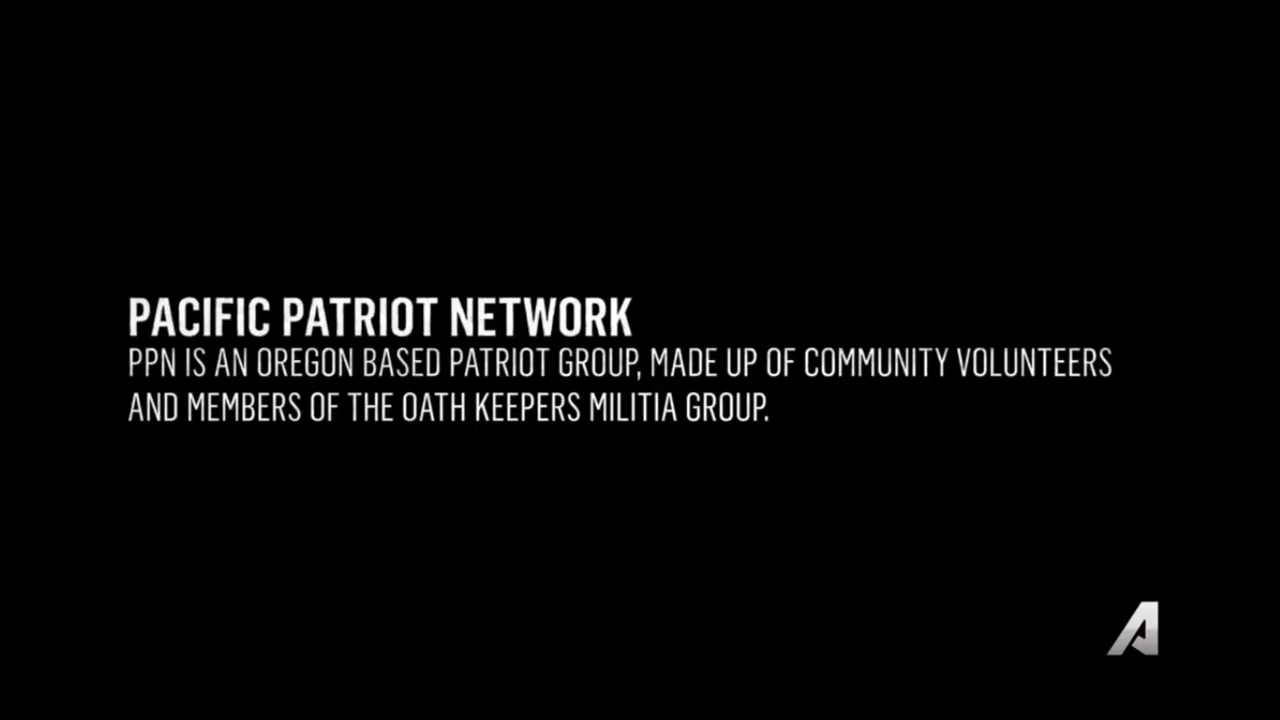 PACIFIC PATRIOT NETWORK
PPN IS AN OREGON BASED PATRIOT GROUP, MADE UP OF COMMUNITY VOLUNTEERS
AND MEMBERS OF THE OATH KEEPERS MILITIA GROUP.
A